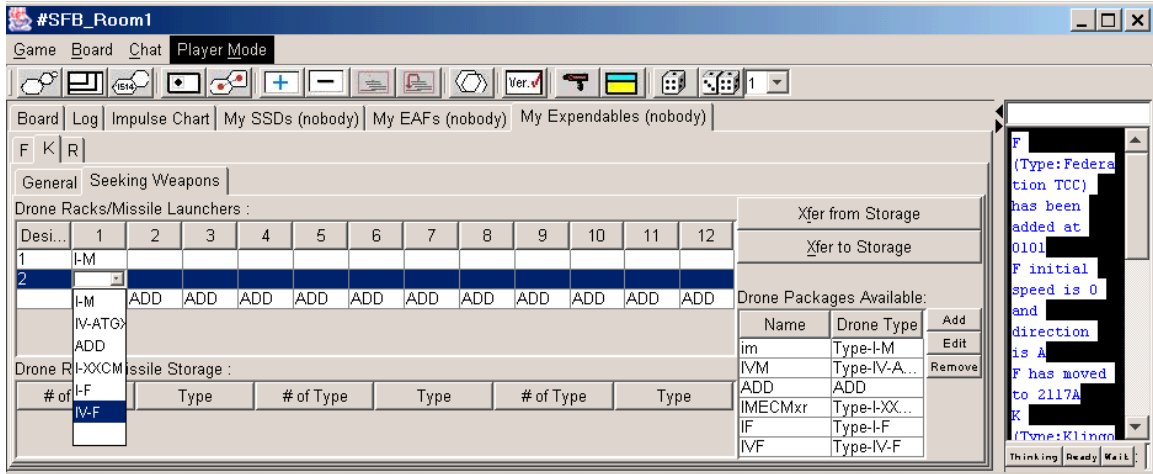 #SFB_Room1
Game Board Chat Player Mode
1514 Ver. 1
Board Log Impulse Chart My SSDs (nobody) My EAFs (nobody) My Expendables (nobody)
F K R
General Seeking Weapons
Drone Racks/Missile Launchers :
Desi... 1 2 3 4 5 6 7 8 9 10 11 12
1 I-M
2
ADD ADD ADD ADD ADD ADD ADD ADD ADD ADD ADD
I-M
IV-ATGX
ADD
I-XXCM
I-F
IV-F
Drone R issile Storage :
# of Type # of Type Type # of Type Type
Xfer from Storage
Xfer to Storage
Drone Packages Available:
Name Drone Type
im Type-I-M
IVM Type-IV-A...
ADD ADD
IMECMxr Type-I-XX...
IF Type-I-F
IVF Type-IV-F
Add
Edit
Remove
F
(Type:Federa
tion TCC)
has been
added at
0101
F initial
speed is 0
and
direction
is A
F has moved
to 2117A
K
(Type:Klingo
Thinking Ready Wait